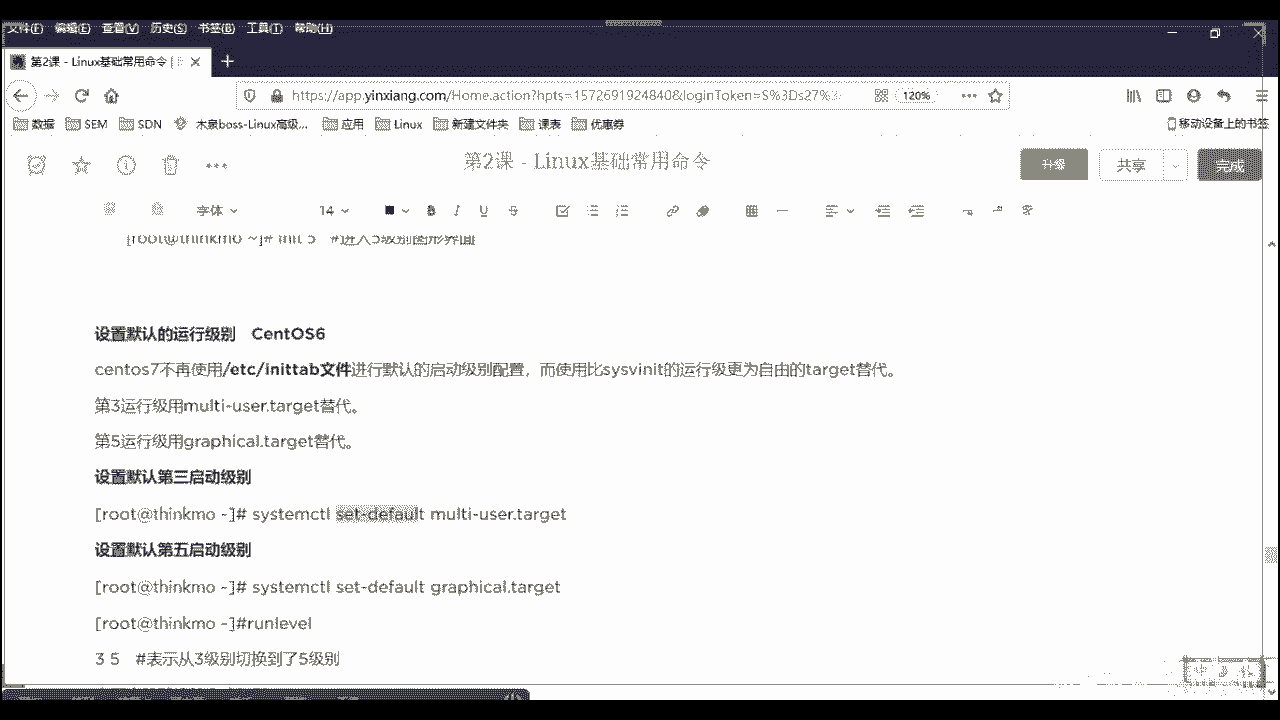 文件(F) 编辑(E) 查看(V) 历史(S) 书签(B) 工具(T) 帮助(H)
第2课 - Linux基础常用命令 |
https://app.yinxiang.com/Home.action?hpts=1572691924840&loginToken=S%3Ds27%3
120%
数据 SEM SDN 木泉boss-Linux高级... 应用 Linux 新建文件夹 课表 优惠券 移动设备上的书签
第2课 - Linux基础常用命令
升级 共享 完成
字体 14 B I U S
[root@thinkmo ~]# init 5 #进入5级别图形界面
设置默认的运行级别 CentOS6
centos7不再使用/etc/inittab文件进行默认的启动级别配置，而使用比sysvinit的运行级更为自由的target替代。
第3运行级用multi-user.target替代。
第5运行级用graphical.target替代。
设置默认第三启动级别
[root@thinkmo ~]# systemctl set-default multi-user.target
设置默认第五启动级别
[root@thinkmo ~]# systemctl set-default graphical.target
[root@thinkmo ~]#runlevel
3 5 #表示从3级别切换到了5级别